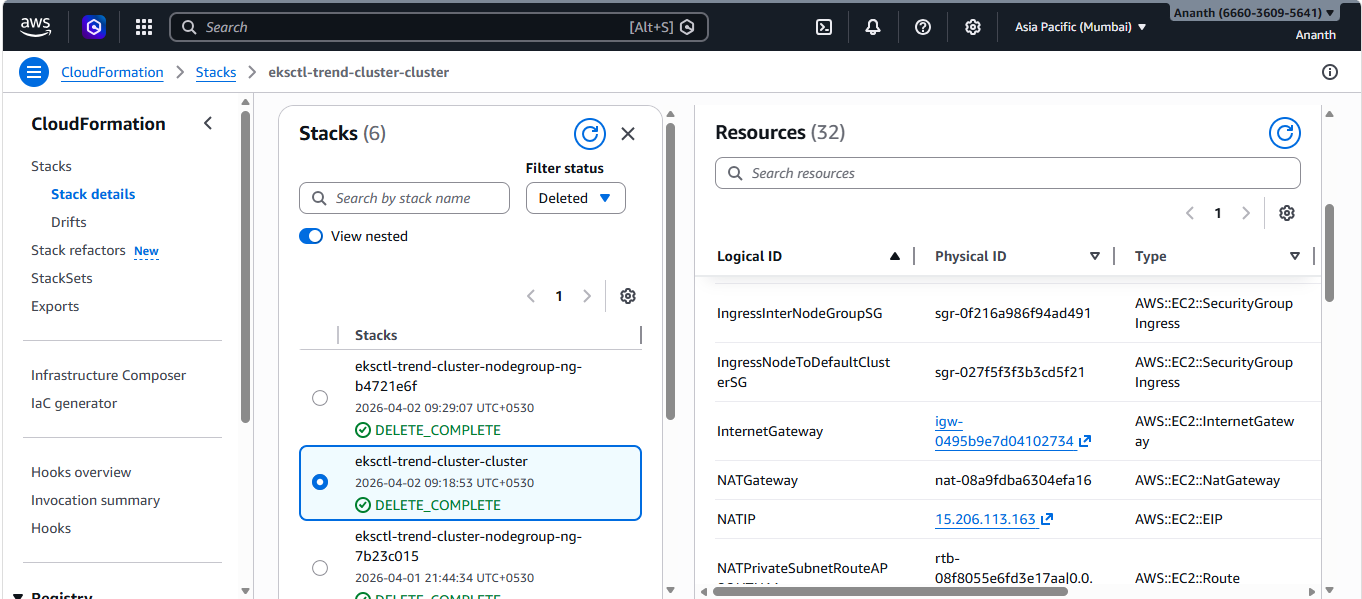 aws
Search
[Alt+S]
Asia Pacific (Mumbai)
Ananth (6660-3609-5641)
Ananth
CloudFormation
Stacks
eksctl-trend-cluster-cluster
CloudFormation
Stacks
Stack details
Drifts
Stack refactors New
StackSets
Exports
Infrastructure Composer
IaC generator
Hooks overview
Invocation summary
Hooks
Registry
Stacks (6)
Filter status
Search by stack name
Deleted
View nested
1
Stacks
eksctl-trend-cluster-nodegroup-ng-
b4721e6f
2026-04-02 09:29:07 UTC+0530
DELETE_COMPLETE
eksctl-trend-cluster-cluster
2026-04-02 09:18:53 UTC+0530
DELETE_COMPLETE
eksctl-trend-cluster-nodegroup-ng-
7b23c015
2026-04-01 21:44:34 UTC+0530
DELETE_COMPLETE
Resources (32)
Search resources
1
Logical ID
Physical ID
Type
IngressInterNodeGroupSG
sgr-0f216a986f94ad491
AWS::EC2::SecurityGroup
Ingress
IngressNodeToDefaultClust
erSG
sgr-027f5f3f3b3cd5f21
AWS::EC2::SecurityGroup
Ingress
InternetGateway
igw-
0495b9e7d04102734
AWS::EC2::InternetGatew
ay
NATGateway
nat-08a9fdba6304efa16
AWS::EC2::NatGateway
NATIP
15.206.113.163
AWS::EC2::EIP
NATPrivateSubnetRouteAP
rtb-
08f8055e6fd3e17aa|0.0.
AWS::EC2::Route